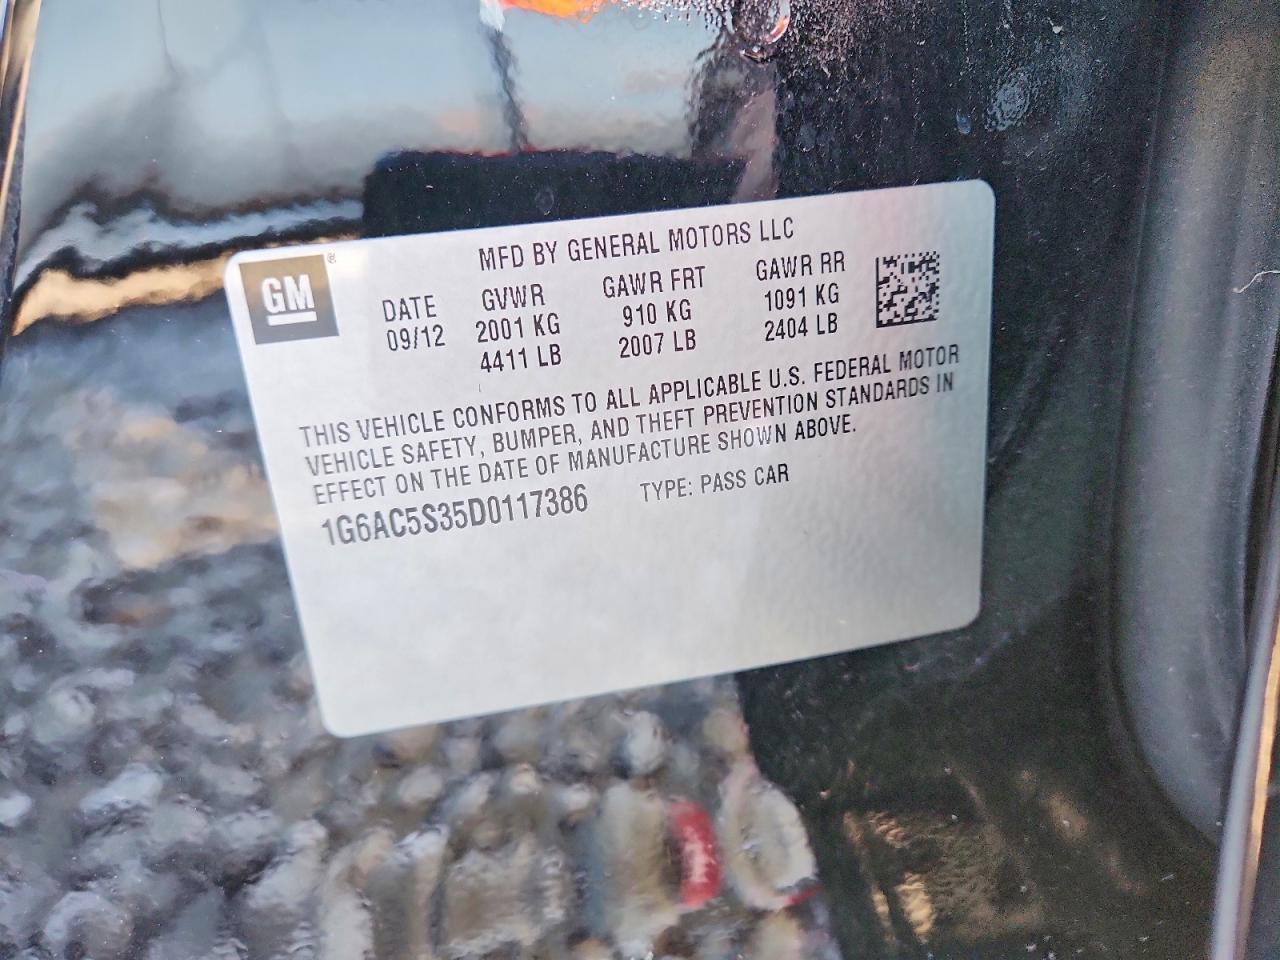 GM®
MFD BY GENERAL MOTORS LLC
DATE GVWR GAWR FRT GAWR RR
09/12 2001 KG 910 KG 1091 KG
4411 LB 2007 LB 2404 LB
THIS VEHICLE CONFORMS TO ALL APPLICABLE U.S. FEDERAL MOTOR
VEHICLE SAFETY, BUMPER, AND THEFT PREVENTION STANDARDS IN
EFFECT ON THE DATE OF MANUFACTURE SHOWN ABOVE.
1G6AC5S35D0117386 TYPE: PASS CAR